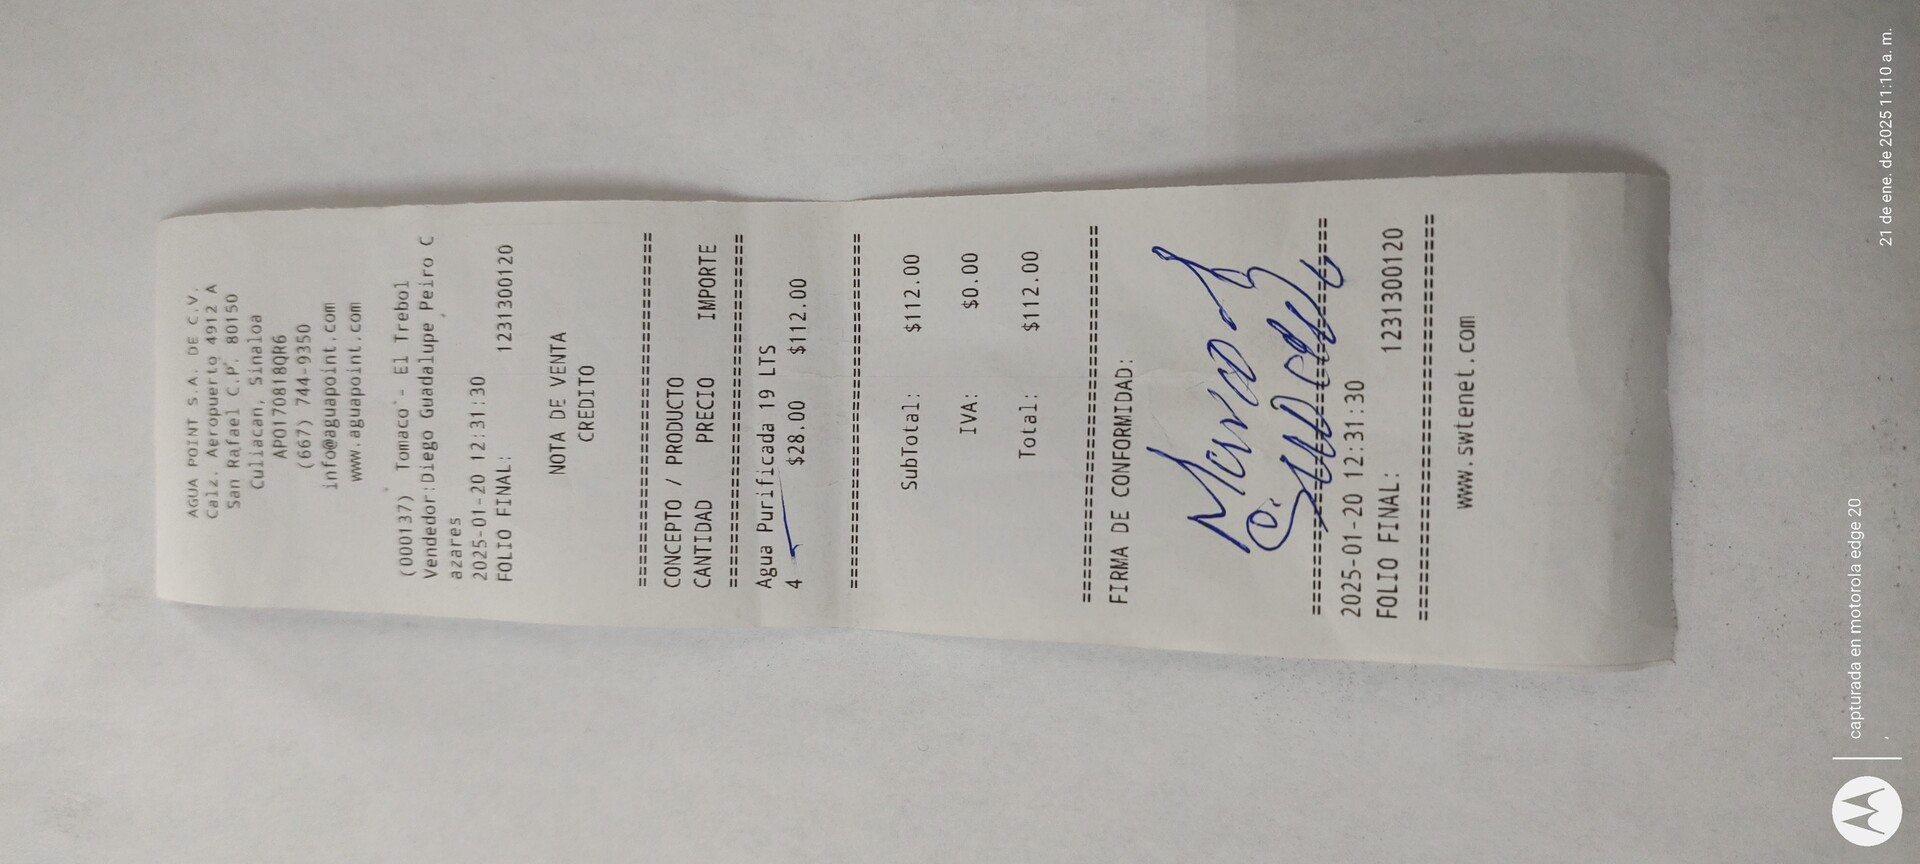 AGUA POINT S.A. DE C.V.
Calz. Aeropuerto 4912 A
San Rafael C.P. 80150
Culiacan, Sinaloa
APO170818QR6
(667) 744-9350
info@aguapoint.com
www.aguapoint.com
(000137) Tomaco - El Trebol
Vendedor:Diego Guadalupe Peiro C
azares
2025-01-20 12:31:30
FOLIO FINAL: 1231300120
NOTA DE VENTA
CREDITO
================================
CONCEPTO / PRODUCTO
CANTIDAD PRECIO IMPORTE
================================
Agua Purificada 19 LTS
4 $28.00 $112.00
================================
SubTotal: $112.00
IVA: $0.00
Total: $112.00
================================
FIRMA DE CONFORMIDAD:
================================
2025-01-20 12:31:30
FOLIO FINAL: 1231300120
================================
www.swtenet.com
capturada en motorola edge 20
21 de ene. de 2025 11:10 a. m.